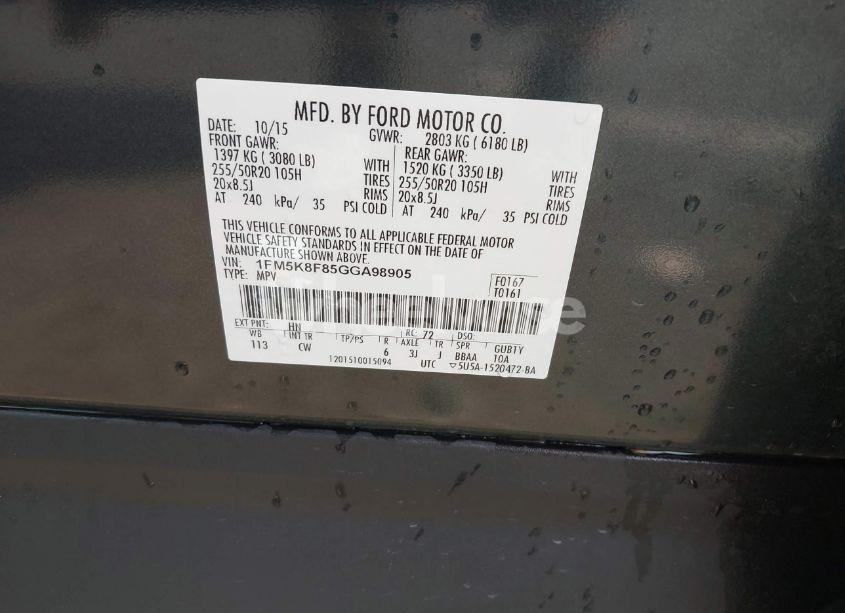 MFD. BY FORD MOTOR CO.
DATE: 10/15 GVWR: 2803 KG ( 6180 LB)
FRONT GAWR: REAR GAWR:
1397 KG ( 3080 LB) WITH 1520 KG ( 3350 LB) WITH
255/50R20 105H TIRES 255/50R20 105H TIRES
20x8.5J RIMS 20x8.5J RIMS
AT 240 kPa/ 35 PSI COLD AT 240 kPa/ 35 PSI COLD
THIS VEHICLE CONFORMS TO ALL APPLICABLE FEDERAL MOTOR
VEHICLE SAFETY STANDARDS IN EFFECT ON THE DATE OF
MANUFACTURE SHOWN ABOVE.
VIN: 1FM5K8F85GGA98905
TYPE: MPV
F0167
T0161
EXT PNT: HN RC: 72 DSO:
WB INT TR TP/PS R AXLE TR SPR GUBTY
113 CW 6 3J J BBAA 10A
1201510015094 UTC ▽5U5A-1520472-BA